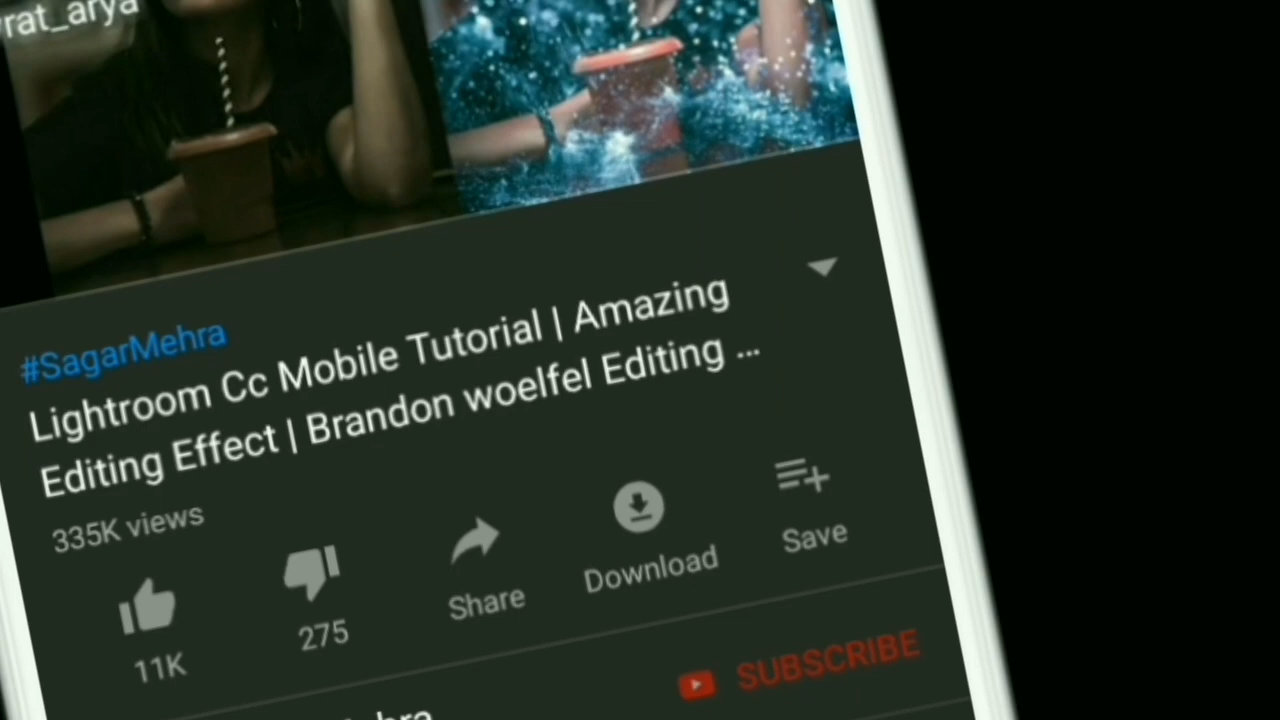 rat_arya
#SagarMehra
Lightroom Cc Mobile Tutorial | Amazing
Editing Effect | Brandon woelfel Editing ...
335K views
11K
275
Share
Download
Save
SUBSCRIBE